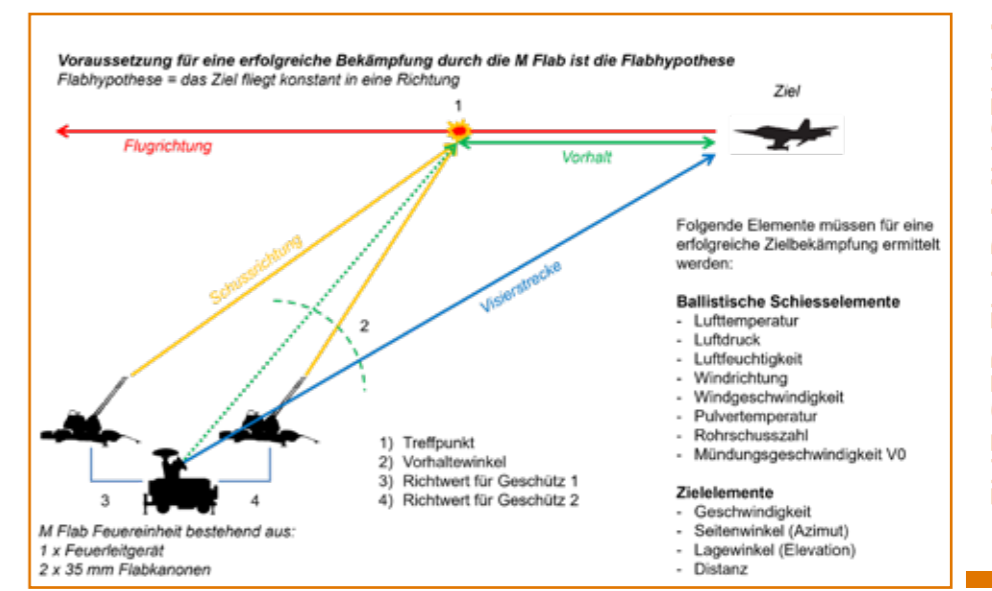 Voraussetzung für eine erfolgreiche Bekämpfung durch die M Flab ist die Flabhypothese
Flabhypothese = das Ziel fliegt konstant in eine Richtung
1
Ziel
Flugrichtung
Vorhalt
Schussrichtung
Visierstrecke
2
Folgende Elemente müssen für eine
erfolgreiche Zielbekämpfung ermittelt
werden:
Ballistische Schiesselemente
- Lufttemperatur
- Luftdruck
- Luftfeuchtigkeit
- Windrichtung
- Windgeschwindigkeit
- Pulvertemperatur
- Rohrschusszahl
- Mündungsgeschwindigkeit V0
Zielelemente
- Geschwindigkeit
- Seitenwinkel (Azimut)
- Lagewinkel (Elevation)
- Distanz
1) Treffpunkt
2) Vorhaltewinkel
3) Richtwert für Geschütz 1
4) Richtwert für Geschütz 2
3
4
M Flab Feuereinheit bestehend aus:
1 x Feuerleitgerät
2 x 35 mm Flabkanonen